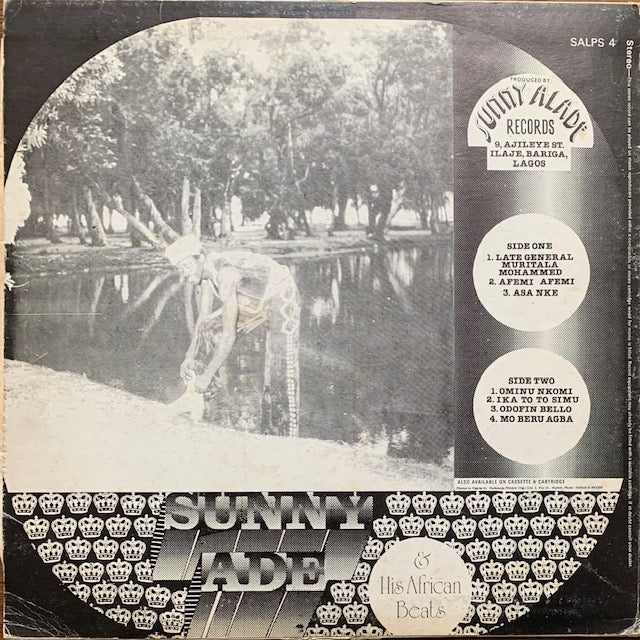 SALPS 4
PRODUCED BY:
SUNNY ALADE
RECORDS
9, AJILEYE ST.
ILAJE, BARIGA,
LAGOS
SIDE ONE
1. LATE GENERAL
MURITALA
MOHAMMED
2. AFEMI AFEMI
3. ASA NKE
SIDE TWO
1. OMINU NKOMI
2. IKA TO TO SIMU
3. ODOFIN BELLO
4. MO BERU AGBA
ALSO AVAILABLE ON CASSETTE & CARTRIDGE
SUNNY
ADE
&
His African
Beats
Stereo